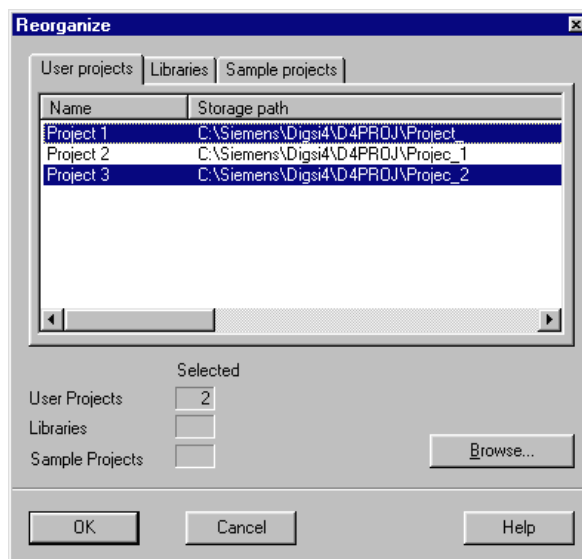 Reorganize
User projects Libraries Sample projects
Name Storage path
Project 1 C:\Siemens\Digsi4\D4PROJ\Project_
Project 2 C:\Siemens\Digsi4\D4PROJ\Projec_1
Project 3 C:\Siemens\Digsi4\D4PROJ\Projec_2
Selected
User Projects 2
Libraries
Sample Projects
Browse...
OK Cancel Help